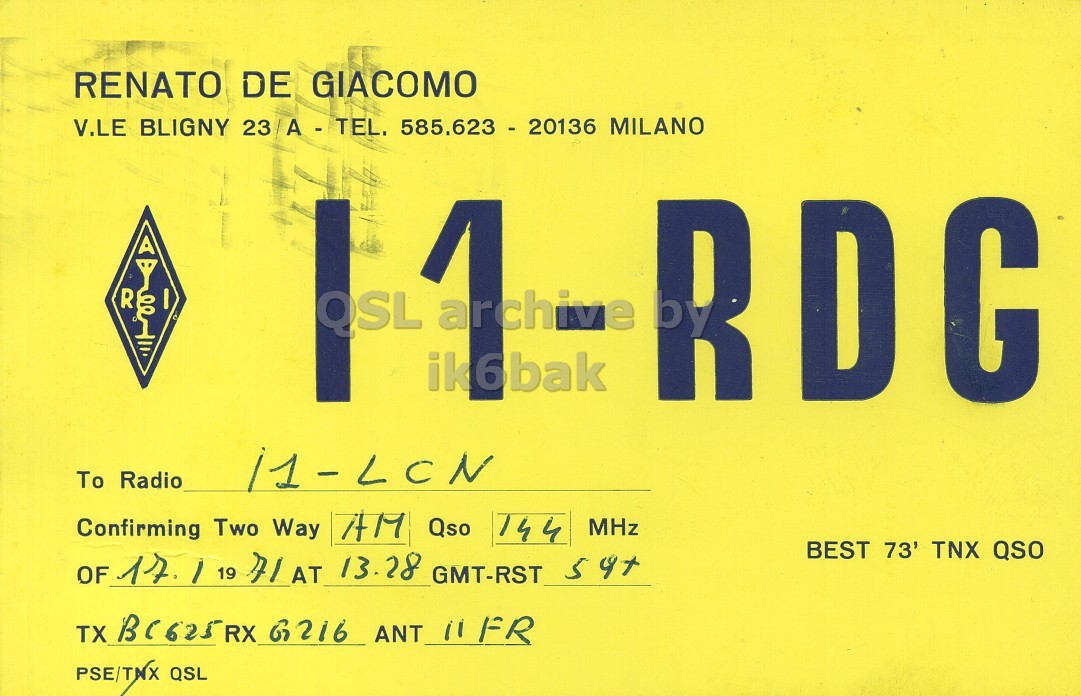 RENATO DE GIACOMO
V.LE BLIGNY 23/A - TEL. 585.623 - 20136 MILANO
A
R I
I1-RDG
QSL archive by
ik6bak
To Radio I1-LCN
Confirming Two Way AM Qso 144 MHz
OF 17.1 1971 AT 13.28 GMT-RST 59+
BEST 73' TNX QSO
TX BC625 RX G216 ANT 11 FR
PSE/TNX QSL